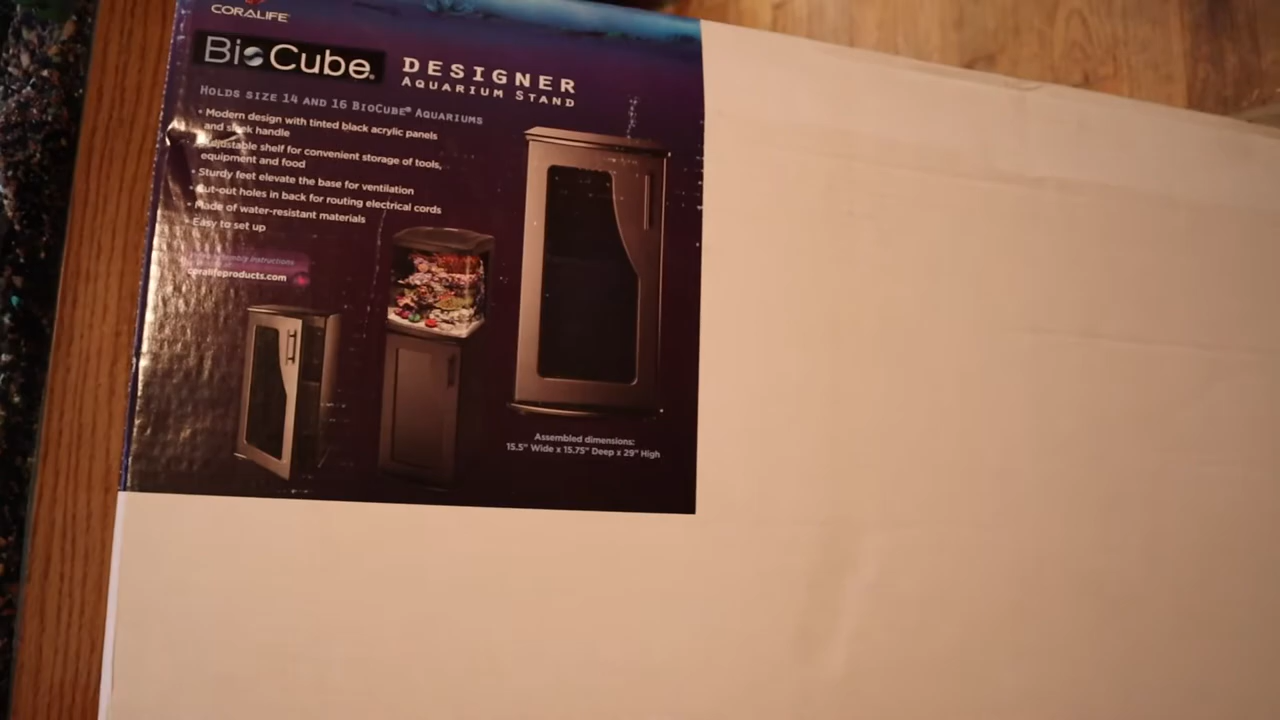 CORALIFE
BioCube®
DESIGNER
AQUARIUM STAND
HOLDS SIZE 14 AND 16 BIOCUBE® AQUARIUMS
• Modern design with tinted black acrylic panels
and sleek handle
• Adjustable shelf for convenient storage of tools,
equipment and food
• Sturdy feet elevate the base for ventilation
• Cut-out holes in back for routing electrical cords
• Made of water-resistant materials
• Easy to set up
Assembly Instructions
coralifeproducts.com
Assembled dimensions:
15.5" Wide x 15.75" Deep x 29" High